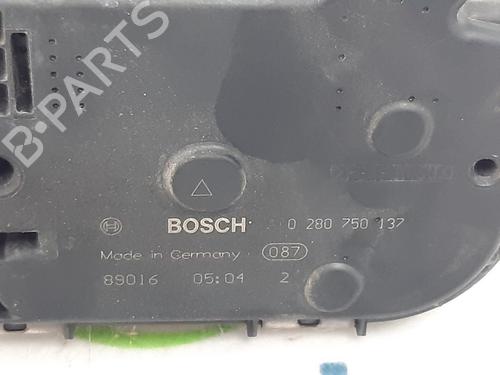 B-PARTS
BOSCH 0 280 750 137
Made in Germany 087
89016 05:04 2